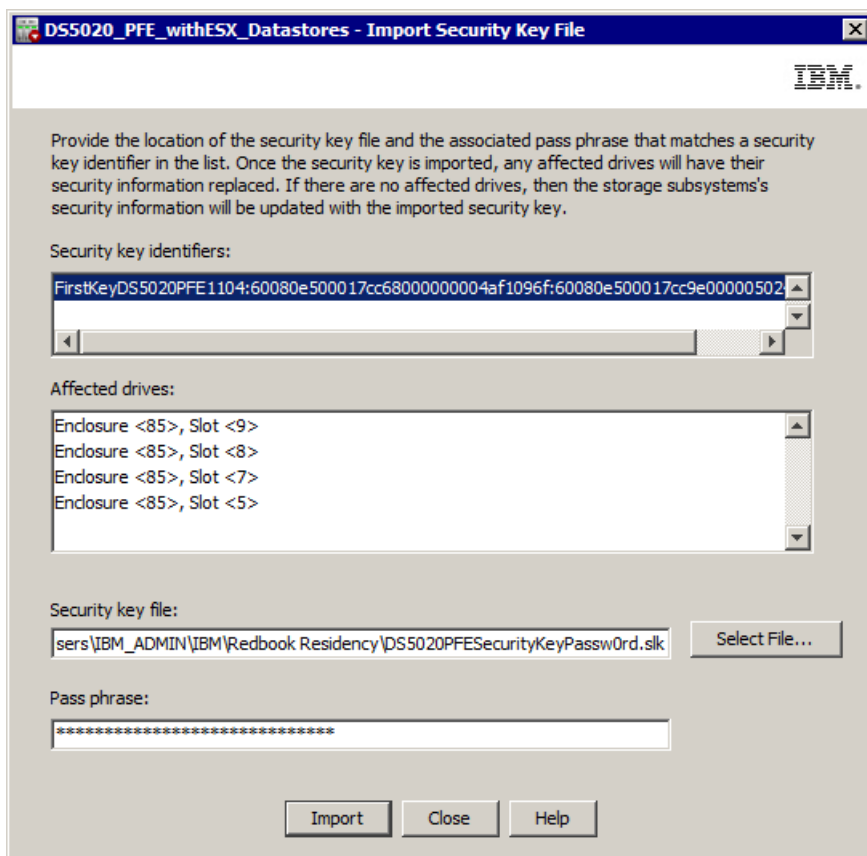 DS5020_PFE_withESX_Datastores - Import Security Key File
IBM.
Provide the location of the security key file and the associated pass phrase that matches a security
key identifier in the list. Once the security key is imported, any affected drives will have their
security information replaced. If there are no affected drives, then the storage subsystems's
security information will be updated with the imported security key.
Security key identifiers:
FirstKeyDS5020PFE1104:60080e500017cc68000000004af1096f:60080e500017cc9e00000502
Affected drives:
Enclosure <85>, Slot <9>
Enclosure <85>, Slot <8>
Enclosure <85>, Slot <7>
Enclosure <85>, Slot <5>
Security key file:
sers\IBM_ADMIN\IBM\Redbook Residency\DS5020PFESecurityKeyPassw0rd.slk
Select File...
Pass phrase:
*****************************
Import Close Help